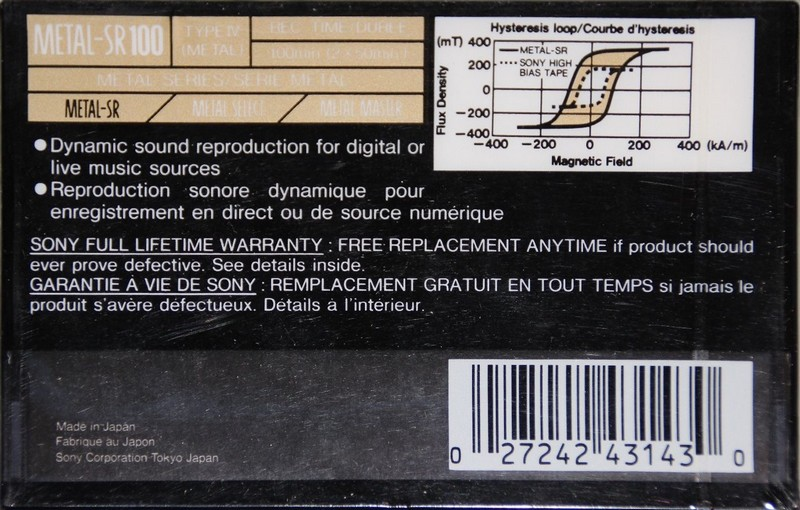 METAL-SR 100
TYPE IV
(METAL)
REC TIME/DURÉE
100min (2 x 50min)
METAL SERIES/SÉRIE METAL
METAL-SR
METAL SELECT
METAL MASTER
Hysteresis loop/Courbe d'hysteresis
(mT)
400
200
0
−200
−400
Flux Density
METAL-SR
SONY HIGH
BIAS TAPE
−400 −200 0 200 400 (kA/m)
Magnetic Field
●Dynamic sound reproduction for digital or
live music sources
●Reproduction sonore dynamique pour
enregistrement en direct ou de source numérique
SONY FULL LIFETIME WARRANTY : FREE REPLACEMENT ANYTIME if product should
ever prove defective. See details inside.
GARANTIE À VIE DE SONY : REMPLACEMENT GRATUIT EN TOUT TEMPS si jamais le
produit s'avère défectueux. Détails à l'intérieur.
Made in Japan
Fabriqué au Japon
Sony Corporation Tokyo Japan
0 27242 43143 0